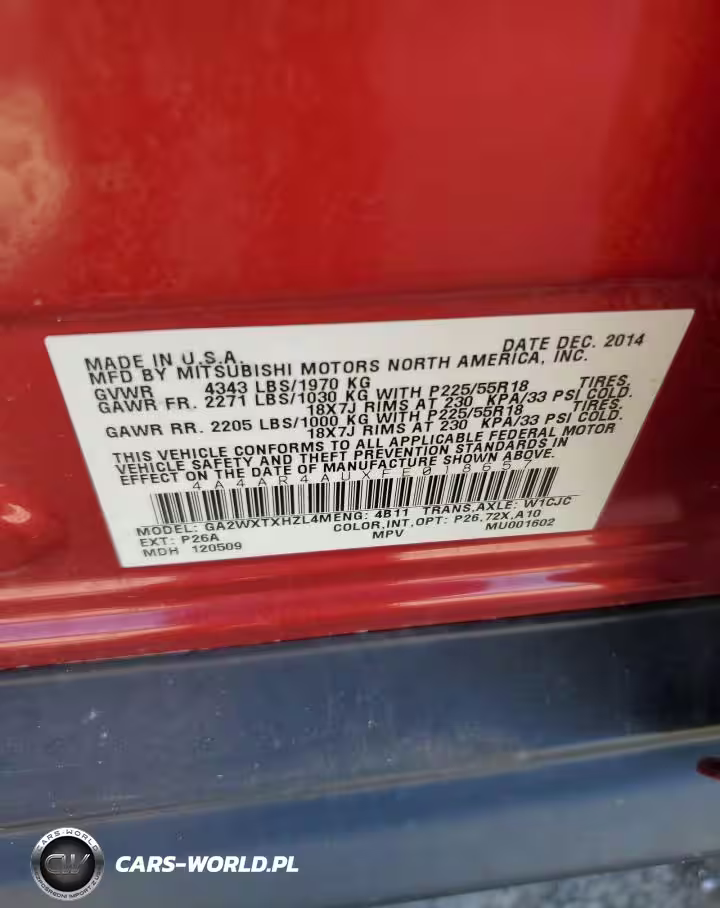 MADE IN U.S.A. DATE DEC. 2014
MFD BY MITSUBISHI MOTORS NORTH AMERICA, INC.
GVWR 4343 LBS/1970 KG
GAWR FR. 2271 LBS/1030 KG WITH P225/55R18 TIRES,
18X7J RIMS AT 230 KPA/33 PSI COLD.
GAWR RR. 2205 LBS/1000 KG WITH P225/55R18 TIRES,
18X7J RIMS AT 230 KPA/33 PSI COLD.
THIS VEHICLE CONFORMS TO ALL APPLICABLE FEDERAL MOTOR
VEHICLE SAFETY AND THEFT PREVENTION STANDARDS IN
EFFECT ON THE DATE OF MANUFACTURE SHOWN ABOVE.
4A4AR4AUXFE018657
MODEL: GA2WXTXHZL4MENG: 4B11 TRANS,AXLE: W1CJC
EXT: P26A COLOR,INT,OPT: P26,72X,A10
MDH 120509 MPV MU001602
CARS-WORLD
CW
CARS-WORLD.PL